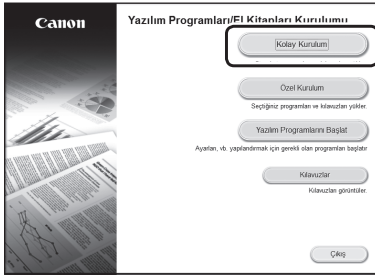 Canon
Yazılım Programları/El Kitapları Kurulumu
Kolay Kurulum
Özel Kurulum
Seçtiğiniz programları ve kılavuzları yükler.
Yazılım Programlarını Başlat
Ayarları, vb. yapılandırmak için gerekli olan programları başlatır
Kılavuzlar
Kılavuzları görüntüler.
Çıkış